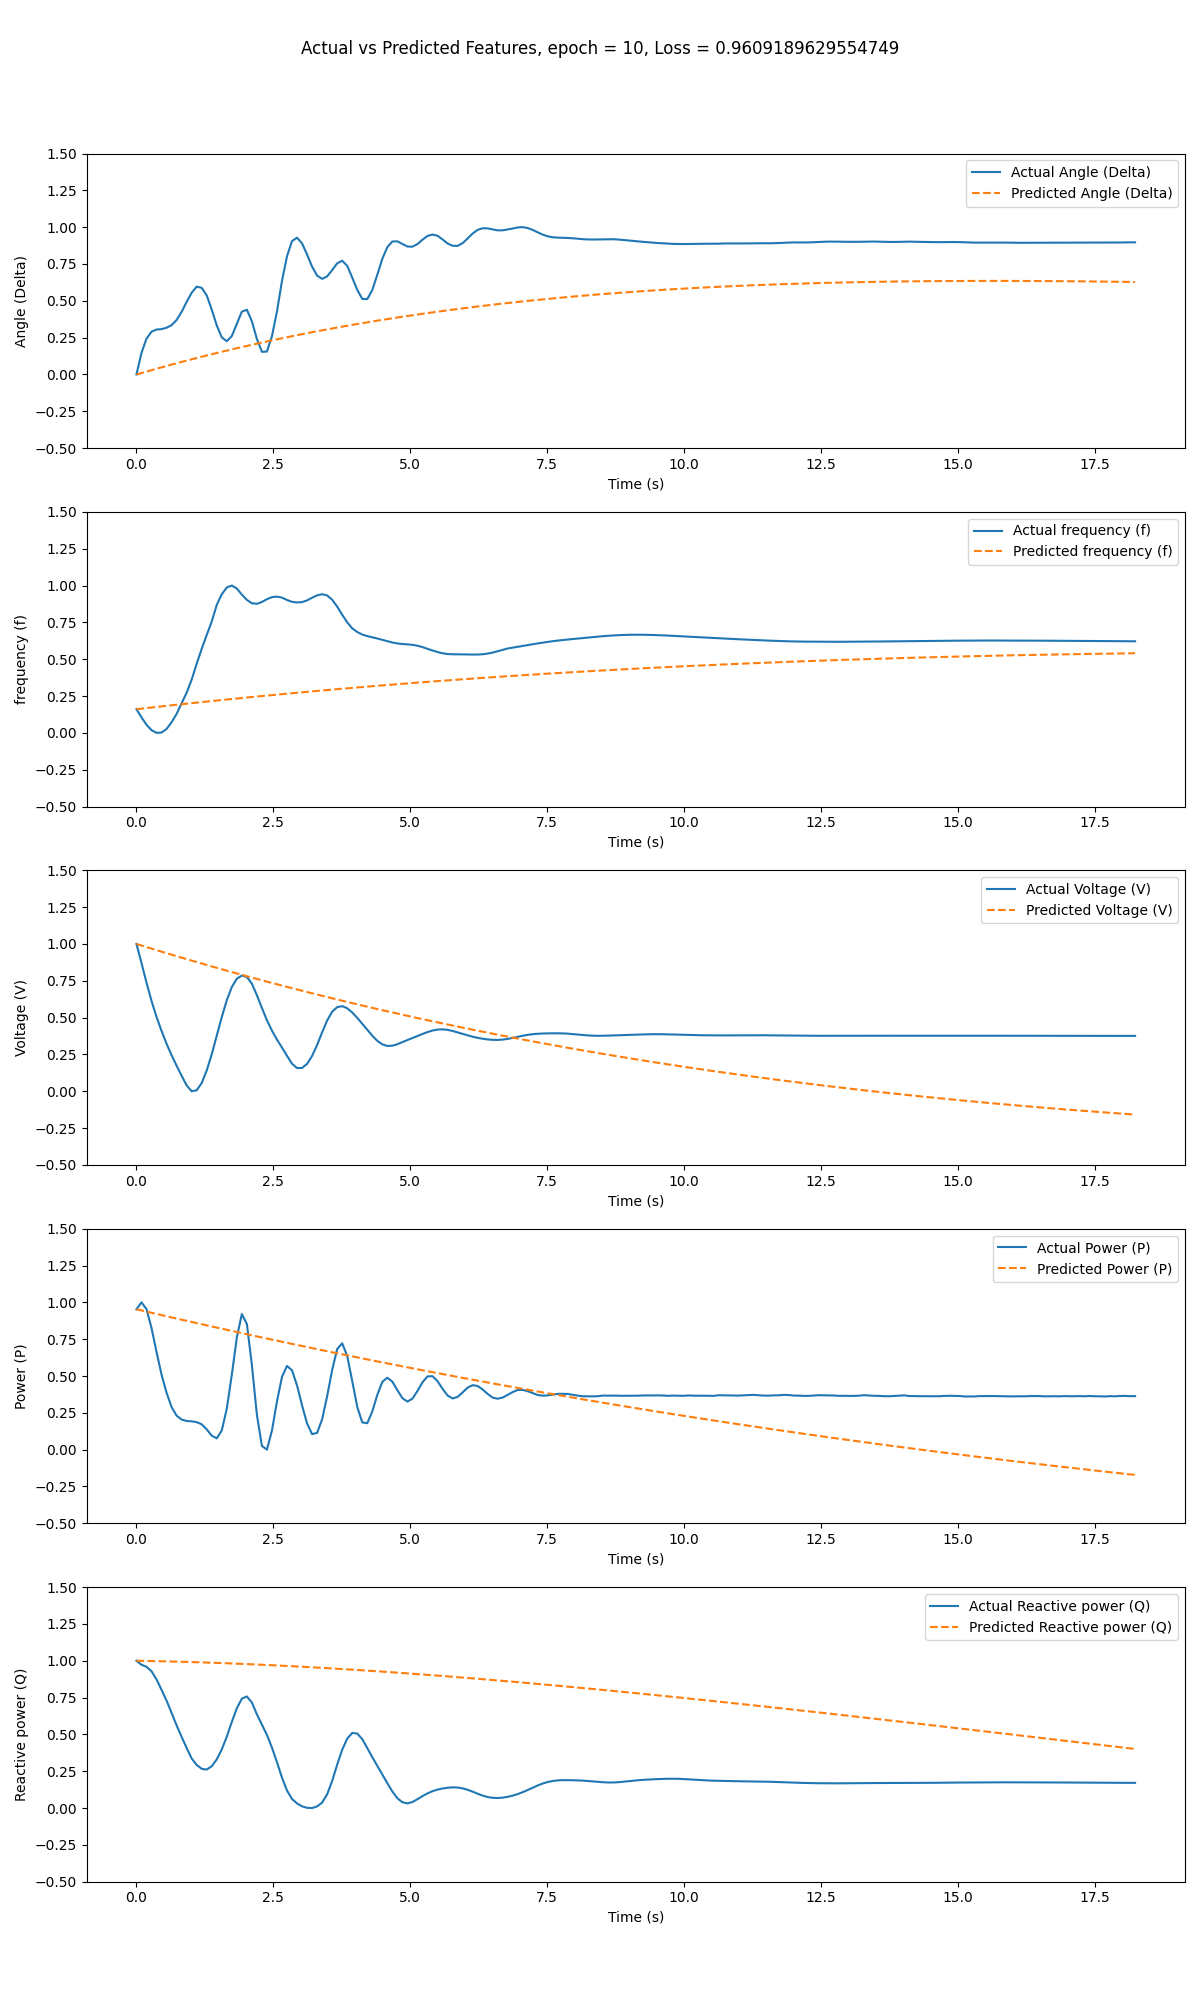 Actual vs Predicted Features, epoch = 10, Loss = 0.9609189629554749
1.50
1.25
1.00
0.75
0.50
0.25
0.00
−0.25
−0.50
Angle (Delta)
Actual Angle (Delta)
Predicted Angle (Delta)
0.0 2.5 5.0 7.5 10.0 12.5 15.0 17.5
Time (s)
1.50
1.25
1.00
0.75
0.50
0.25
0.00
−0.25
−0.50
frequency (f)
Actual frequency (f)
Predicted frequency (f)
0.0 2.5 5.0 7.5 10.0 12.5 15.0 17.5
Time (s)
1.50
1.25
1.00
0.75
0.50
0.25
0.00
−0.25
−0.50
Voltage (V)
Actual Voltage (V)
Predicted Voltage (V)
0.0 2.5 5.0 7.5 10.0 12.5 15.0 17.5
Time (s)
1.50
1.25
1.00
0.75
0.50
0.25
0.00
−0.25
−0.50
Power (P)
Actual Power (P)
Predicted Power (P)
0.0 2.5 5.0 7.5 10.0 12.5 15.0 17.5
Time (s)
1.50
1.25
1.00
0.75
0.50
0.25
0.00
−0.25
−0.50
Reactive power (Q)
Actual Reactive power (Q)
Predicted Reactive power (Q)
0.0 2.5 5.0 7.5 10.0 12.5 15.0 17.5
Time (s)